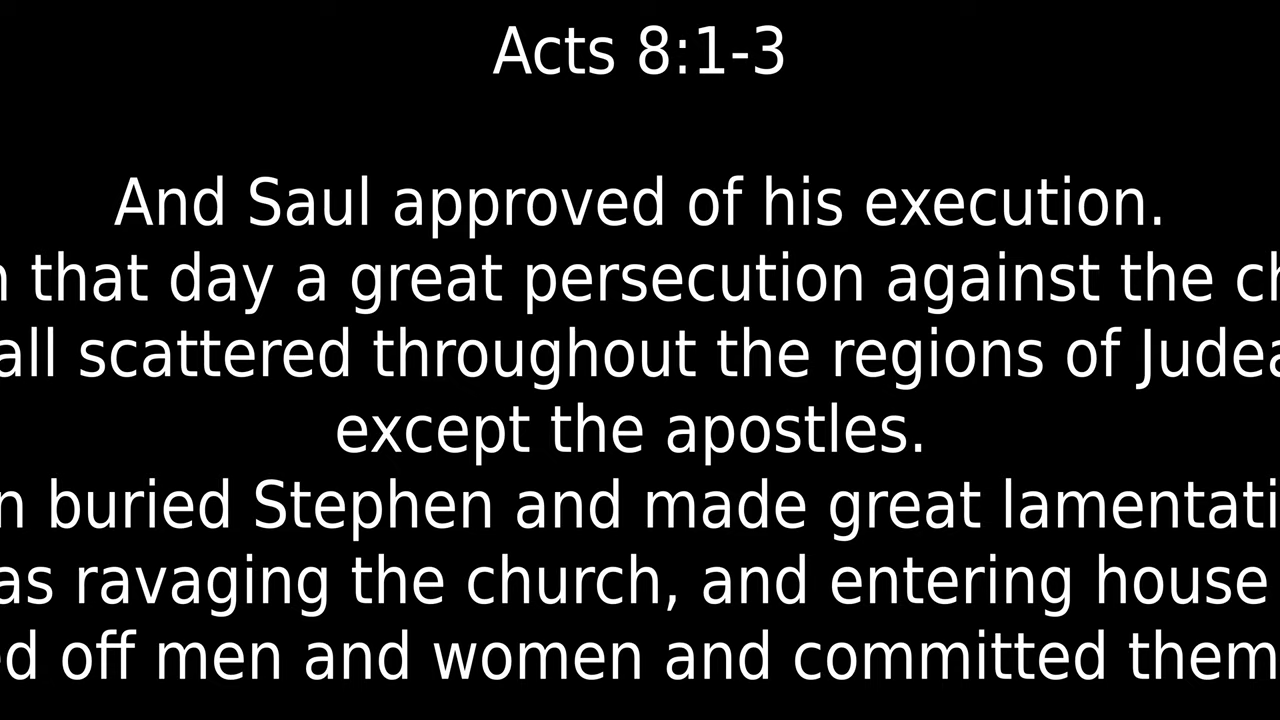 Acts 8:1-3
And Saul approved of his execution.
that day a great persecution against the
all scattered throughout the regions of
except the apostles.
buried Stephen and made great
ravaging the church, and entering house
off men and women and committed them